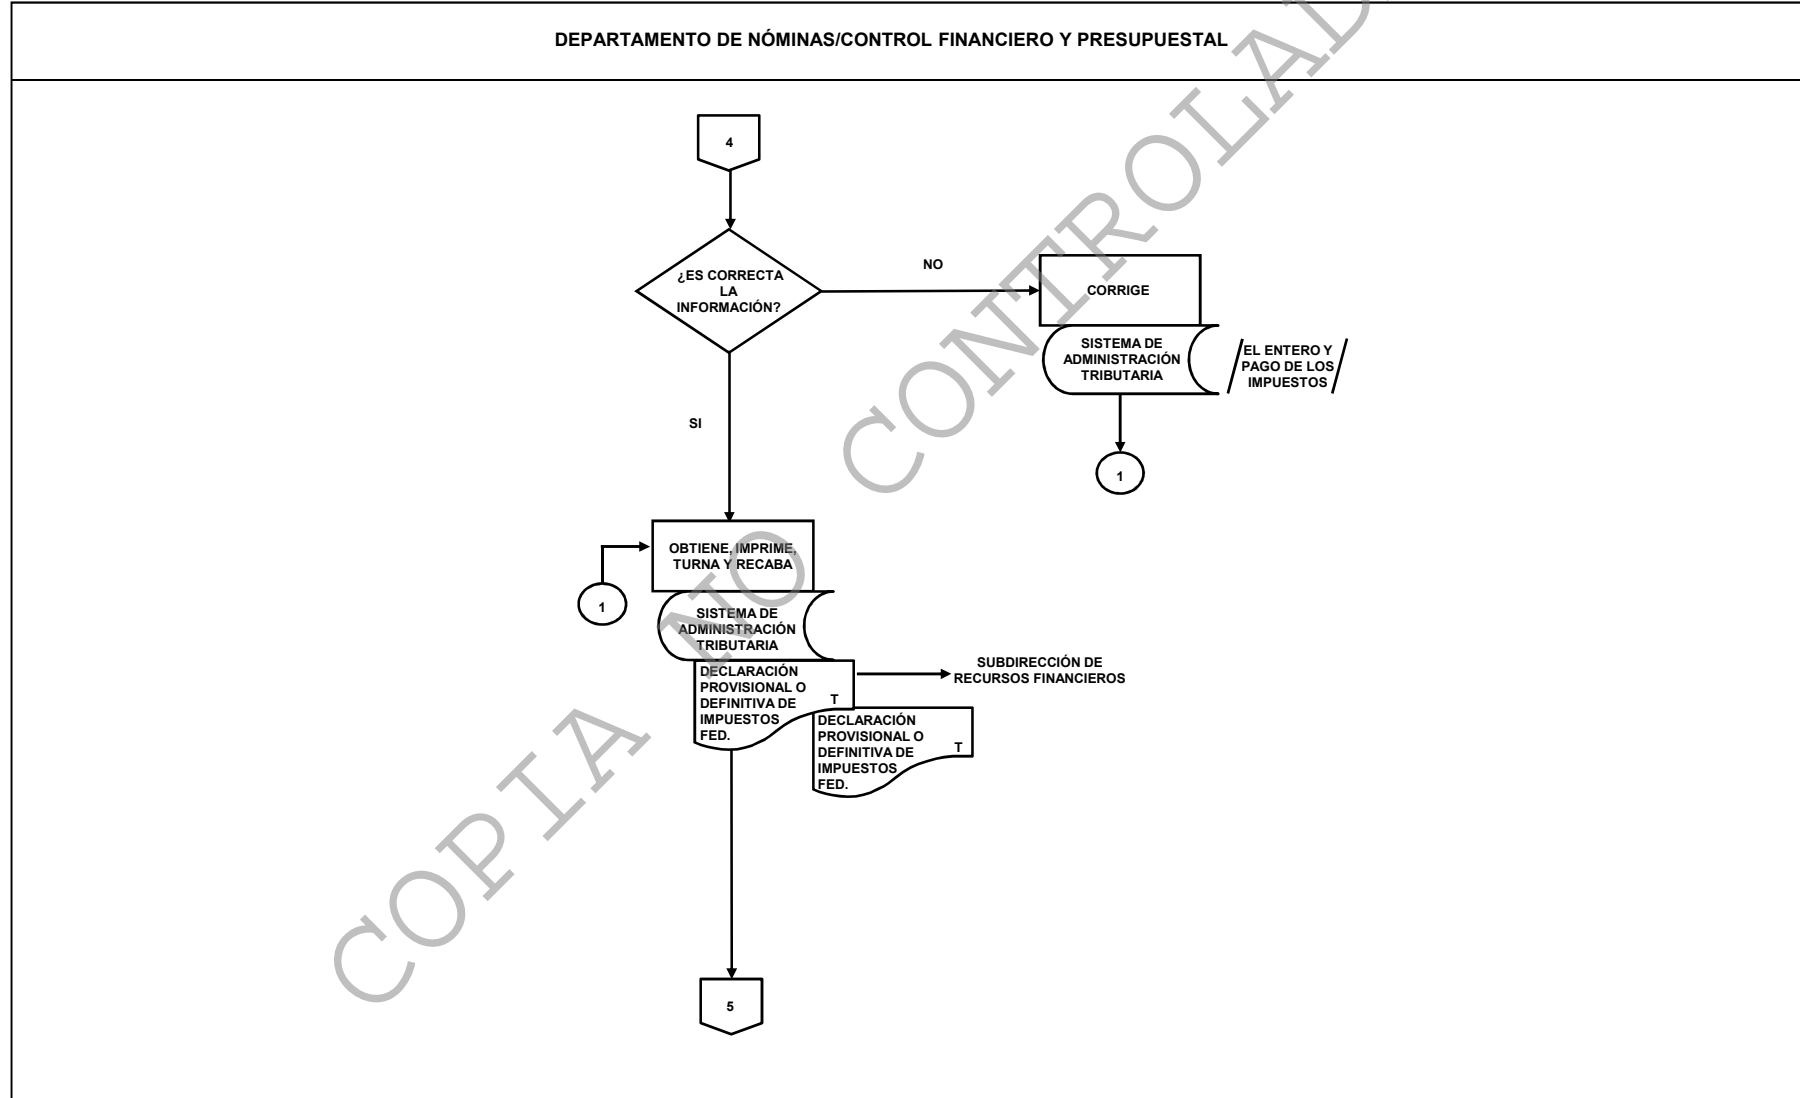 DEPARTAMENTO DE NÓMINAS/CONTROL FINANCIERO Y PRESUPUESTAL
4
¿ES CORRECTA
LA
INFORMACIÓN?
NO
CORRIGE
SISTEMA DE
ADMINISTRACIÓN
TRIBUTARIA
EL ENTERO Y
PAGO DE LOS
IMPUESTOS
1
SI
OBTIENE, IMPRIME,
TURNA Y RECABA
1
SISTEMA DE
ADMINISTRACIÓN
TRIBUTARIA
DECLARACIÓN
PROVISIONAL O
DEFINITIVA DE
IMPUESTOS
FED.
T
SUBDIRECCIÓN DE
RECURSOS FINANCIEROS
DECLARACIÓN
PROVISIONAL O
DEFINITIVA DE
IMPUESTOS
FED.
T
5
COPIA NO CONTROLAD